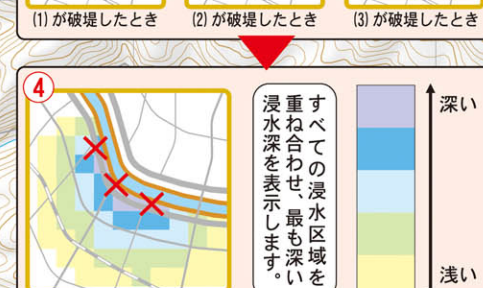 (1) が破堤したとき
(2) が破堤したとき
(3) が破堤したとき
④
すべての浸水区域を
重ね合わせ、最も深い
浸水深を表示します。
深い
浅い